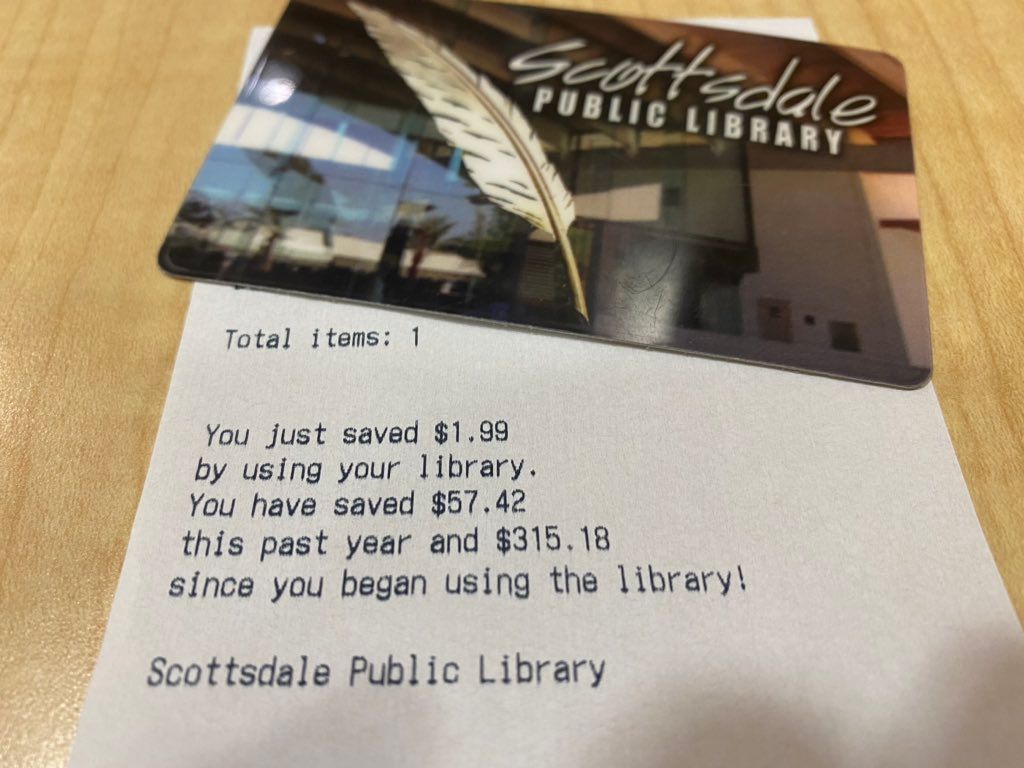 Scottsdale
PUBLIC LIBRARY
Total items: 1
You just saved $1.99
by using your library.
You have saved $57.42
this past year and $315.18
since you began using the library!
Scottsdale Public Library